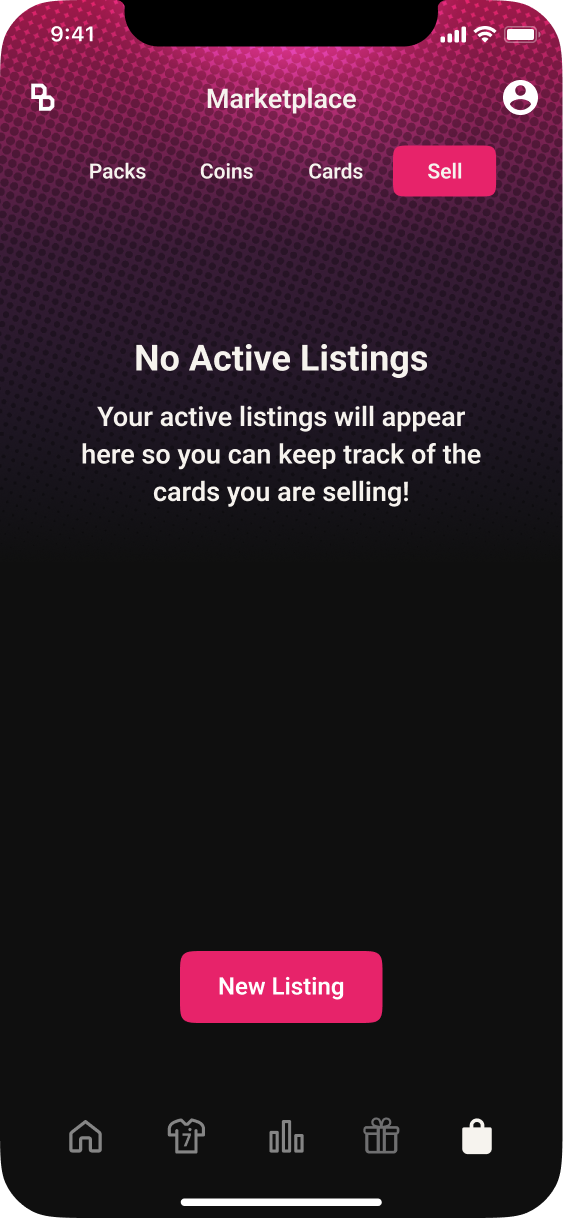 9:41
Marketplace
Packs Coins Cards Sell
No Active Listings
Your active listings will appear
here so you can keep track of the
cards you are selling!
New Listing
7